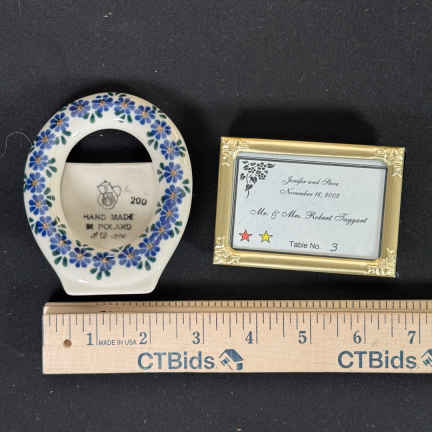 200
HAND MADE
IN POLAND
Jenifer and Steve
November 16, 2002
Mr. & Mrs. Robert Taggart
Table No. 3
1 2 3 4 5 6 7
MADE IN USA
CTBids CTBids